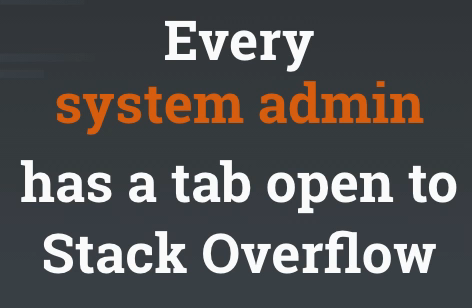 Every
system admin
has a tab open to
Stack Overflow